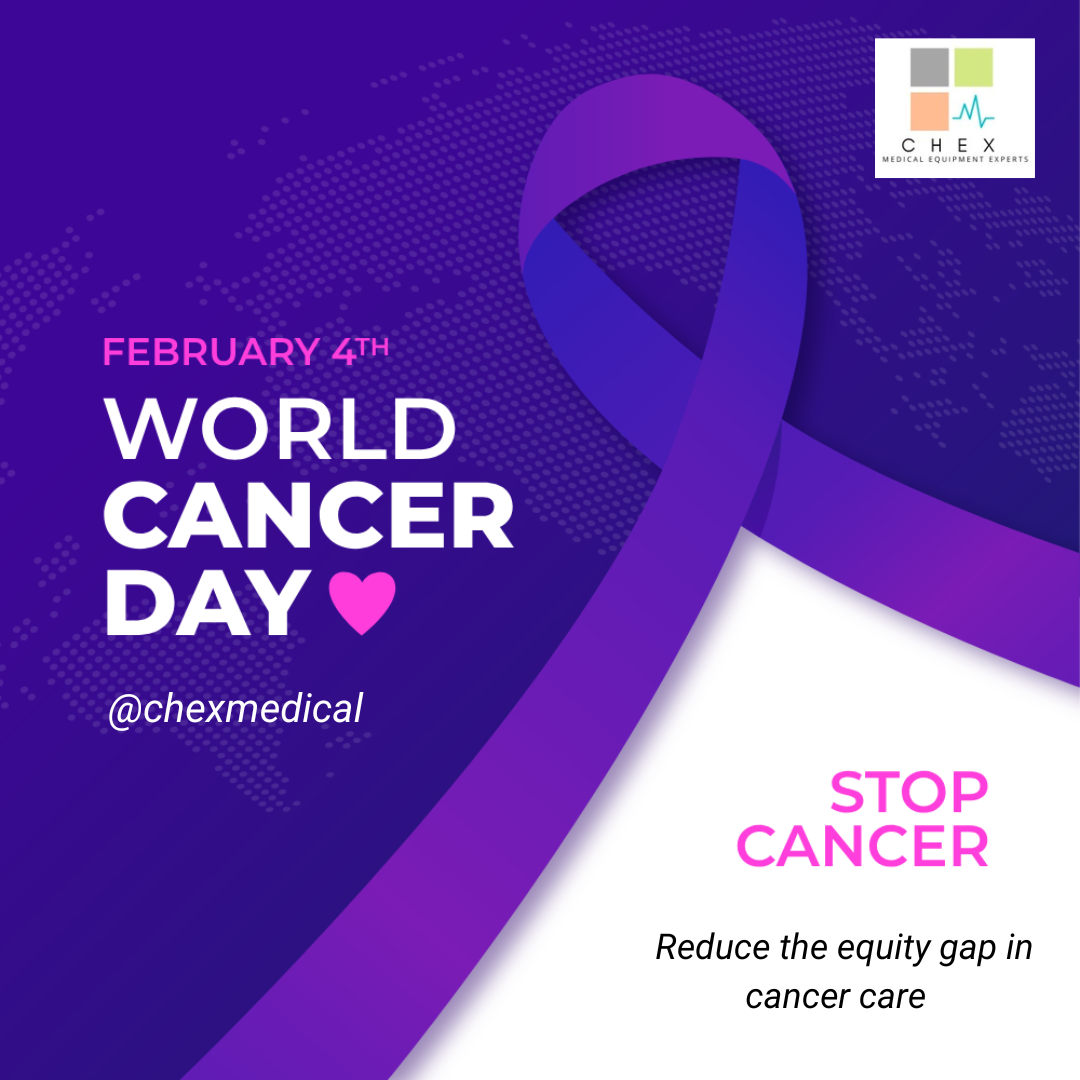 CHEX
MEDICAL EQUIPMENT EXPERTS
FEBRUARY 4TH
WORLD
CANCER
DAY
@chexmedical
STOP
CANCER
Reduce the equity gap in
cancer care